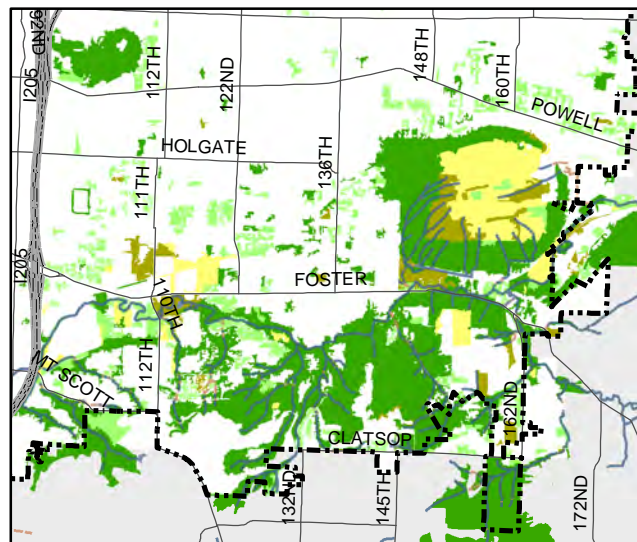 92ND
I205
112TH
122ND
148TH
160TH
POWELL
HOLGATE
136TH
111TH
I205
FOSTER
110TH
MT SCOTT
112TH
162ND
CLATSOP
132ND
145TH
172ND